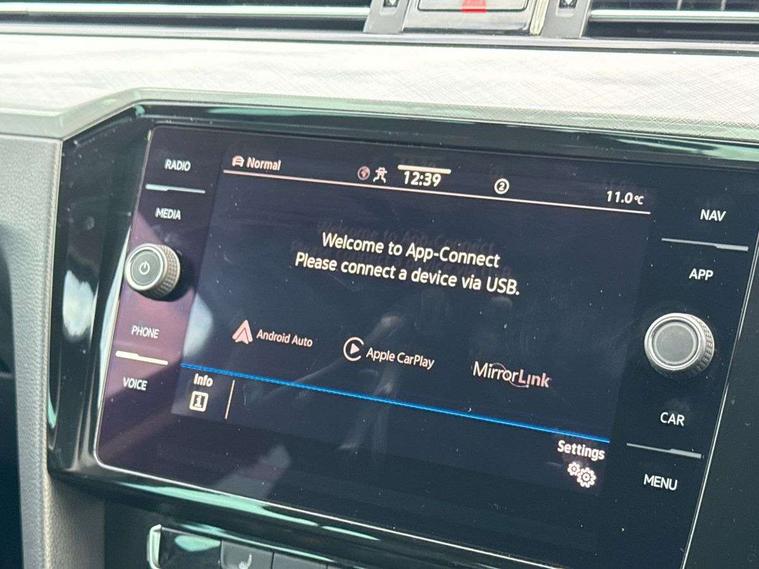 RADIO
Normal
12:39
2
11.0°C
NAV
MEDIA
Welcome to App-Connect
Please connect a device via USB.
APP
PHONE
Android Auto
Apple CarPlay
MirrorLink
VOICE
Info
CAR
Settings
MENU